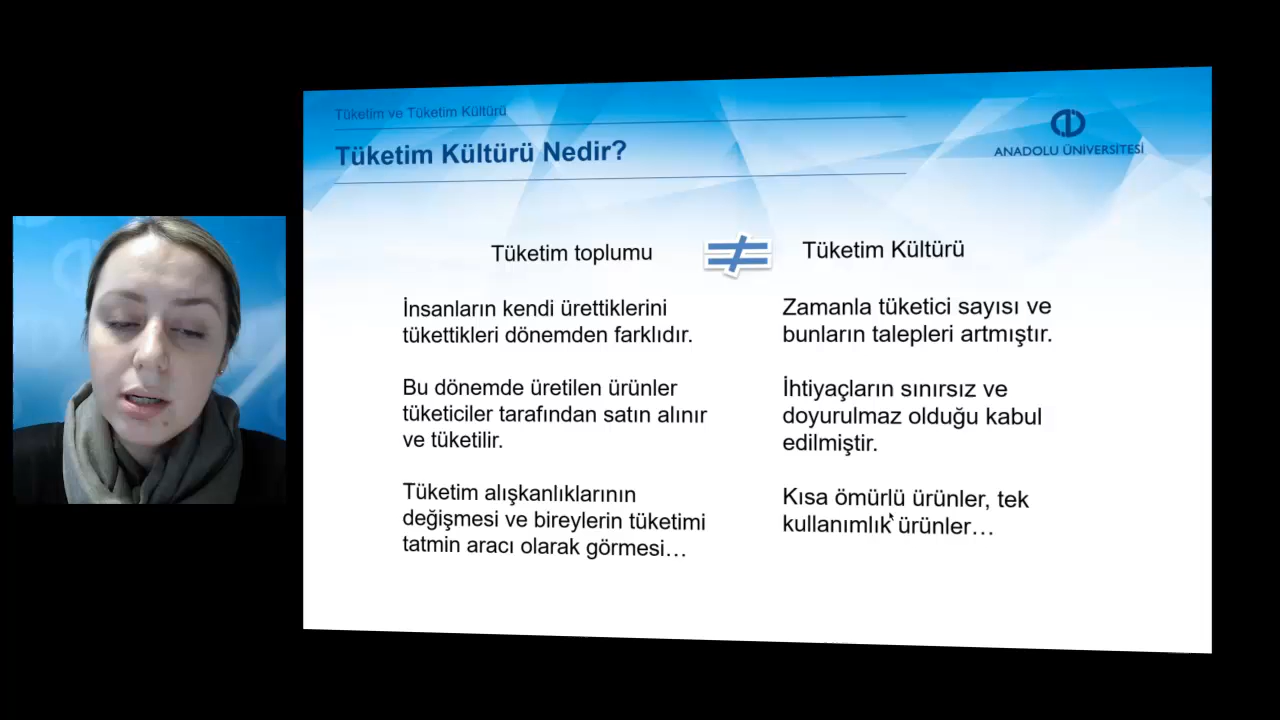 Tüketim ve Tüketim Kültürü
Tüketim Kültürü Nedir?
ANADOLU ÜNİVERSİTESİ
Tüketim toplumu
Tüketim Kültürü
İnsanların kendi ürettiklerini
tükettikleri dönemden farklıdır.
Bu dönemde üretilen ürünler
tüketiciler tarafından satın alınır
ve tüketilir.
Tüketim alışkanlıklarının
değişmesi ve bireylerin tüketimi
tatmin aracı olarak görmesi…
Zamanla tüketici sayısı ve
bunların talepleri artmıştır.
İhtiyaçların sınırsız ve
doyurulmaz olduğu kabul
edilmiştir.
Kısa ömürlü ürünler, tek
kullanımlık ürünler…